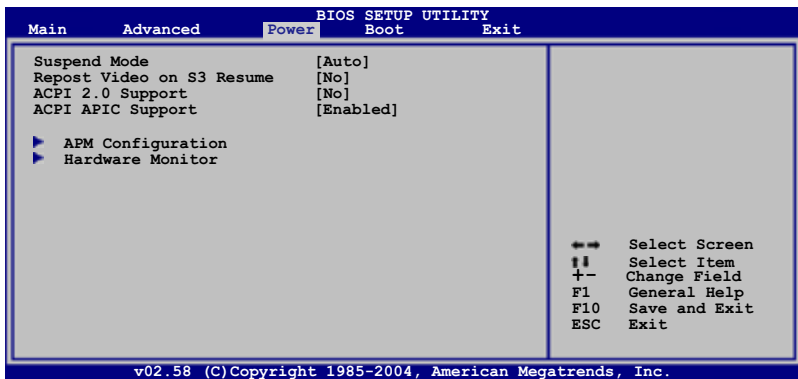 BIOS SETUP UTILITY
Main Advanced Power Boot Exit
Suspend Mode [Auto]
Repost Video on S3 Resume [No]
ACPI 2.0 Support [No]
ACPI APIC Support [Enabled]
APM Configuration
Hardware Monitor
←→ Select Screen
↑↓ Select Item
+- Change Field
F1 General Help
F10 Save and Exit
ESC Exit
v02.58 (C)Copyright 1985-2004, American Megatrends, Inc.